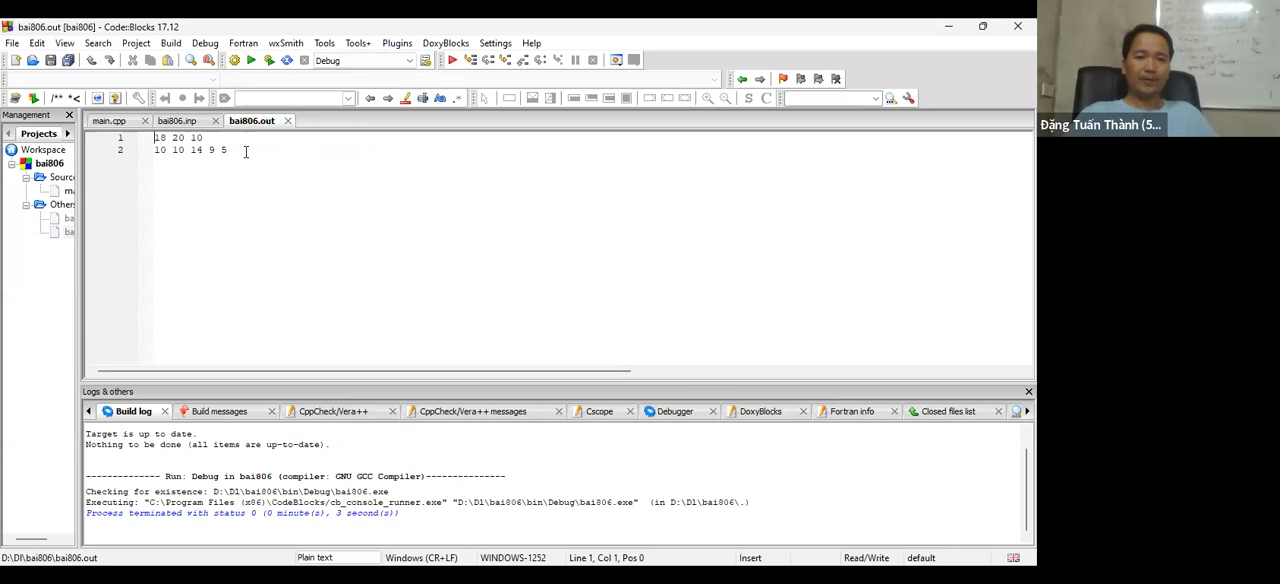 bai806.out [bai806] - Code::Blocks 17.12
File Edit View Search Project Build Debug Fortran wxSmith Tools Tools+ Plugins DoxyBlocks Settings Help
Debug
/** *<
S C
Management
main.cpp bai806.inp bai806.out
Projects
Workspace
bai806
Sourc
ma
Others
ba
ba
1 18 20 10
2 10 10 14 9 5
Logs & others
Build log Build messages CppCheck/Vera++ CppCheck/Vera++ messages Cscope Debugger DoxyBlocks Fortran info Closed files list
Target is up to date.
Nothing to be done (all items are up-to-date).
-------------- Run: Debug in bai806 (compiler: GNU GCC Compiler)---------------
Checking for existence: D:\D1\bai806\bin\Debug\bai806.exe
Executing: "C:\Program Files (x86)\CodeBlocks/cb_console_runner.exe" "D:\D1\bai806\bin\Debug\bai806.exe" (in D:\D1\bai806\.)
Process terminated with status 0 (0 minute(s), 3 second(s))
D:\D1\bai806\bai806.out Plain text Windows (CR+LF) WINDOWS-1252 Line 1, Col 1, Pos 0 Insert Read/Write default
Đặng Tuấn Thành (5...